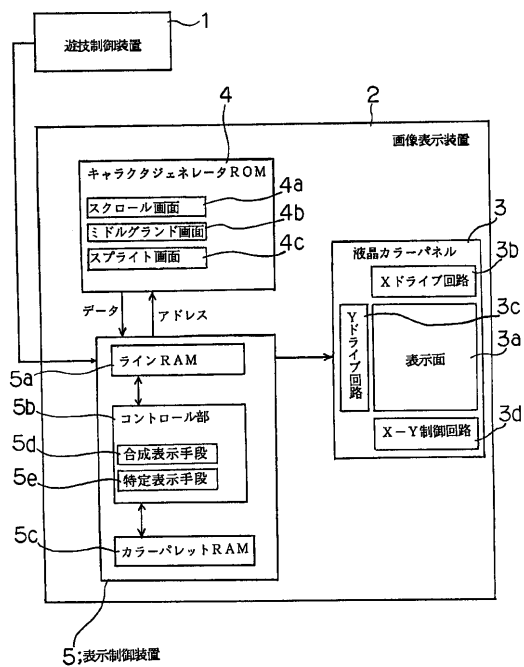 遊技制御装置
1
2
画像表示装置
4
キャラクタジェネレータROM
スクロール画面
4a
ミドルグランド画面
4b
スプライト画面
4c
データ
アドレス
3
液晶カラーパネル
Xドライブ回路
3b
Yドライブ回路
3c
表示面
3a
X－Y制御回路
3d
ラインRAM
5a
コントロール部
5b
合成表示手段
5d
特定表示手段
5e
カラーパレットRAM
5c
5;表示制御装置